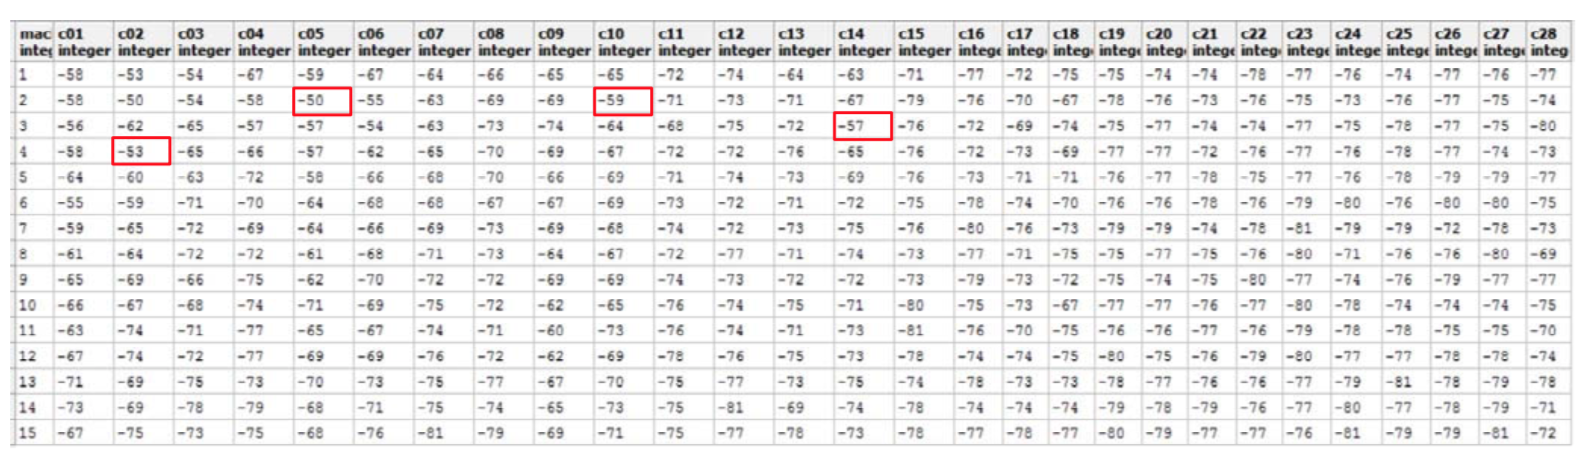 mac c01 c02 c03 c04 c05 c06 c07 c08 c09 c10 c11 c12 c13 c14 c15 c16 c17 c18 c19 c20 c21 c22 c23 c24 c25 c26 c27 c28
integ integer integer integer integer integer integer integer integer integer integer integer integer integer integer integer intege integ integ intege integ intege integ intege intege intege intege intege integ
1 -58 -53 -54 -67 -59 -67 -64 -66 -65 -65 -72 -74 -64 -63 -71 -77 -72 -75 -75 -74 -74 -78 -77 -76 -74 -77 -76 -77
2 -58 -50 -54 -58 -50 -55 -63 -69 -69 -59 -71 -73 -71 -67 -79 -76 -70 -67 -78 -76 -73 -76 -75 -73 -76 -77 -75 -74
3 -56 -62 -65 -57 -57 -54 -63 -73 -74 -64 -68 -75 -72 -57 -76 -72 -69 -74 -75 -77 -74 -74 -77 -75 -78 -77 -75 -80
4 -58 -53 -65 -66 -57 -62 -65 -70 -69 -67 -72 -72 -76 -65 -76 -72 -73 -69 -77 -77 -72 -76 -77 -76 -78 -77 -74 -73
5 -64 -60 -63 -72 -58 -66 -68 -70 -66 -69 -71 -74 -73 -69 -76 -73 -71 -71 -76 -77 -78 -75 -77 -76 -78 -79 -79 -77
6 -55 -59 -71 -70 -64 -68 -68 -67 -67 -69 -73 -72 -71 -72 -75 -78 -74 -70 -76 -76 -78 -76 -79 -80 -76 -80 -80 -75
7 -59 -65 -72 -69 -64 -66 -69 -73 -69 -68 -74 -72 -73 -75 -76 -80 -76 -73 -79 -79 -74 -78 -81 -79 -79 -72 -78 -73
8 -61 -64 -72 -72 -61 -68 -71 -73 -64 -67 -72 -77 -71 -74 -73 -77 -71 -75 -75 -77 -75 -76 -80 -71 -76 -76 -80 -69
9 -65 -69 -66 -75 -62 -70 -72 -72 -69 -69 -74 -73 -72 -72 -73 -79 -73 -72 -75 -74 -75 -80 -77 -74 -76 -79 -77 -77
10 -66 -67 -68 -74 -71 -69 -75 -72 -62 -65 -76 -74 -75 -71 -80 -75 -73 -67 -77 -77 -76 -77 -80 -78 -74 -74 -74 -75
11 -63 -74 -71 -77 -65 -67 -74 -71 -60 -73 -76 -74 -71 -73 -81 -76 -70 -75 -76 -76 -77 -76 -79 -78 -78 -75 -75 -70
12 -67 -74 -72 -77 -69 -69 -76 -72 -62 -69 -78 -76 -75 -73 -78 -74 -74 -75 -80 -75 -76 -79 -80 -77 -77 -78 -78 -74
13 -71 -69 -75 -73 -70 -73 -75 -77 -67 -70 -75 -77 -73 -75 -74 -78 -73 -73 -78 -77 -76 -76 -77 -79 -81 -78 -79 -78
14 -73 -69 -78 -79 -68 -71 -75 -74 -65 -73 -75 -81 -69 -74 -78 -74 -74 -74 -79 -78 -79 -76 -77 -80 -77 -78 -79 -71
15 -67 -75 -73 -75 -68 -76 -81 -79 -69 -71 -75 -77 -78 -73 -78 -77 -78 -77 -80 -79 -77 -77 -76 -81 -79 -79 -81 -72